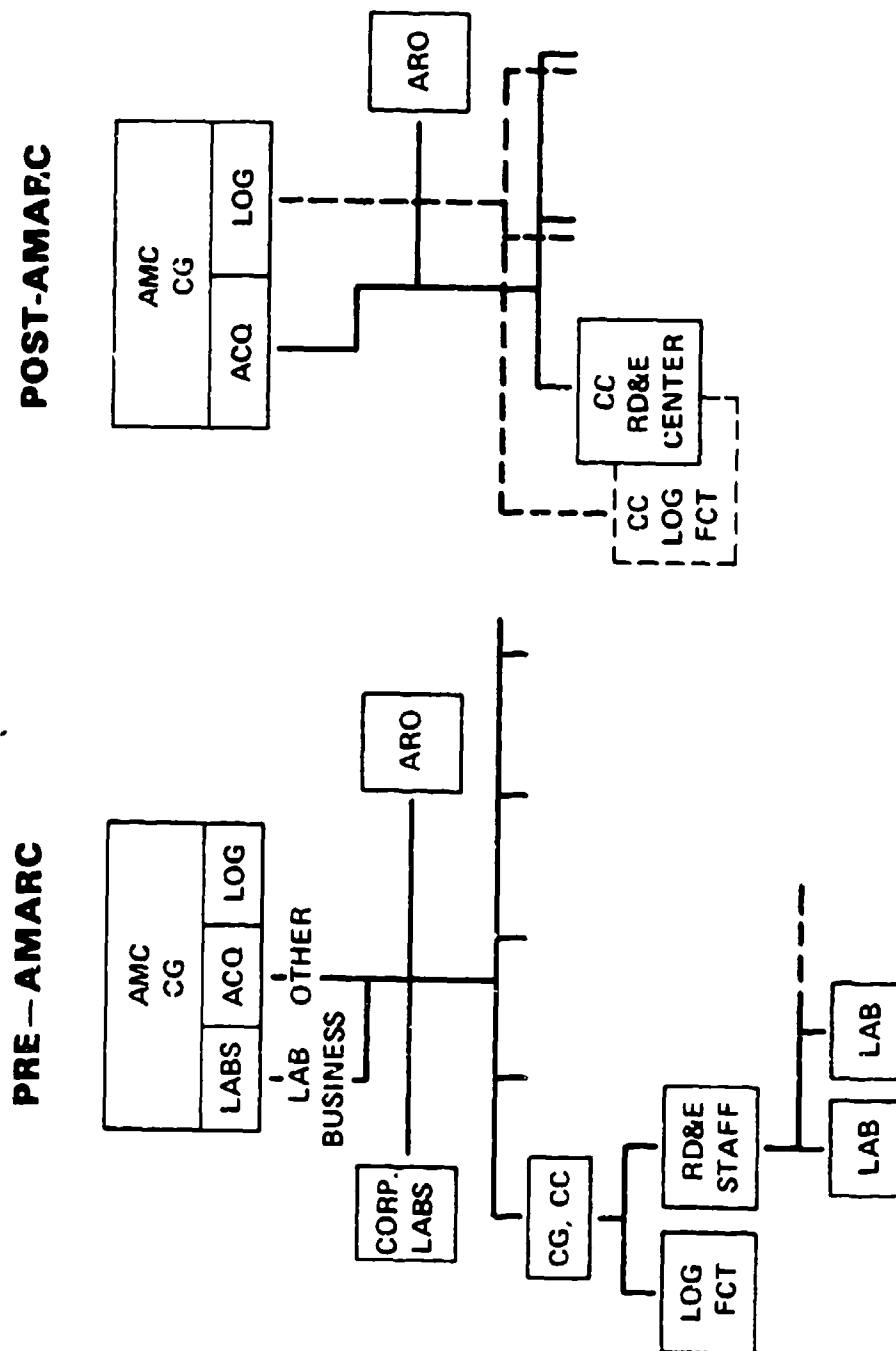 PRE-AMARC
AMC
CG
LABS
ACQ
LOG
LAB
BUSINESS
OTHER
CORP.
LABS
ARO
CG, CC
LOG
FCT
RD&E
STAFF
LAB
LAB
POST-AMARC
AMC
CG
ACQ
LOG
ARO
CC
LOG
FCT
CC
RD&E
CENTER